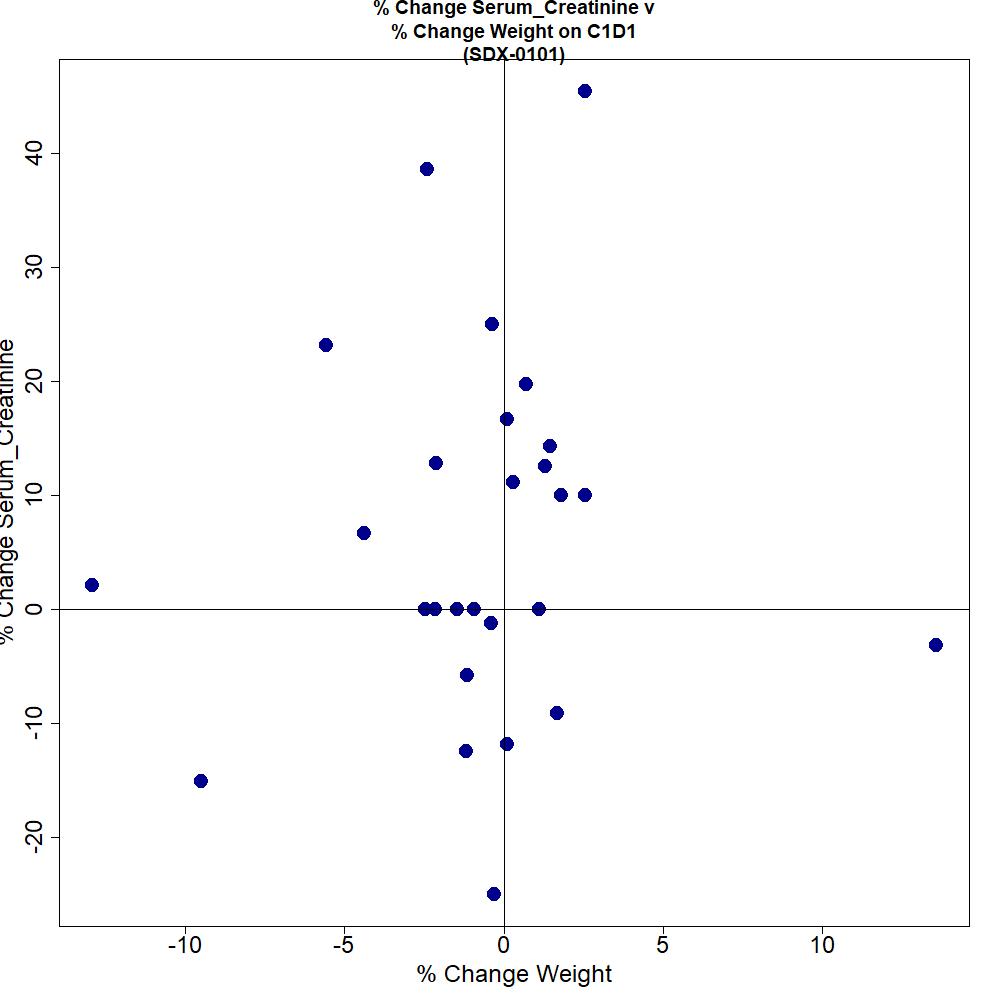 % Change Serum_Creatinine v
% Change Weight on C1D1
(SDX-0101)
% Change Serum_Creatinine
40
30
20
10
0
-10
-20
-10
-5
0
5
10
% Change Weight